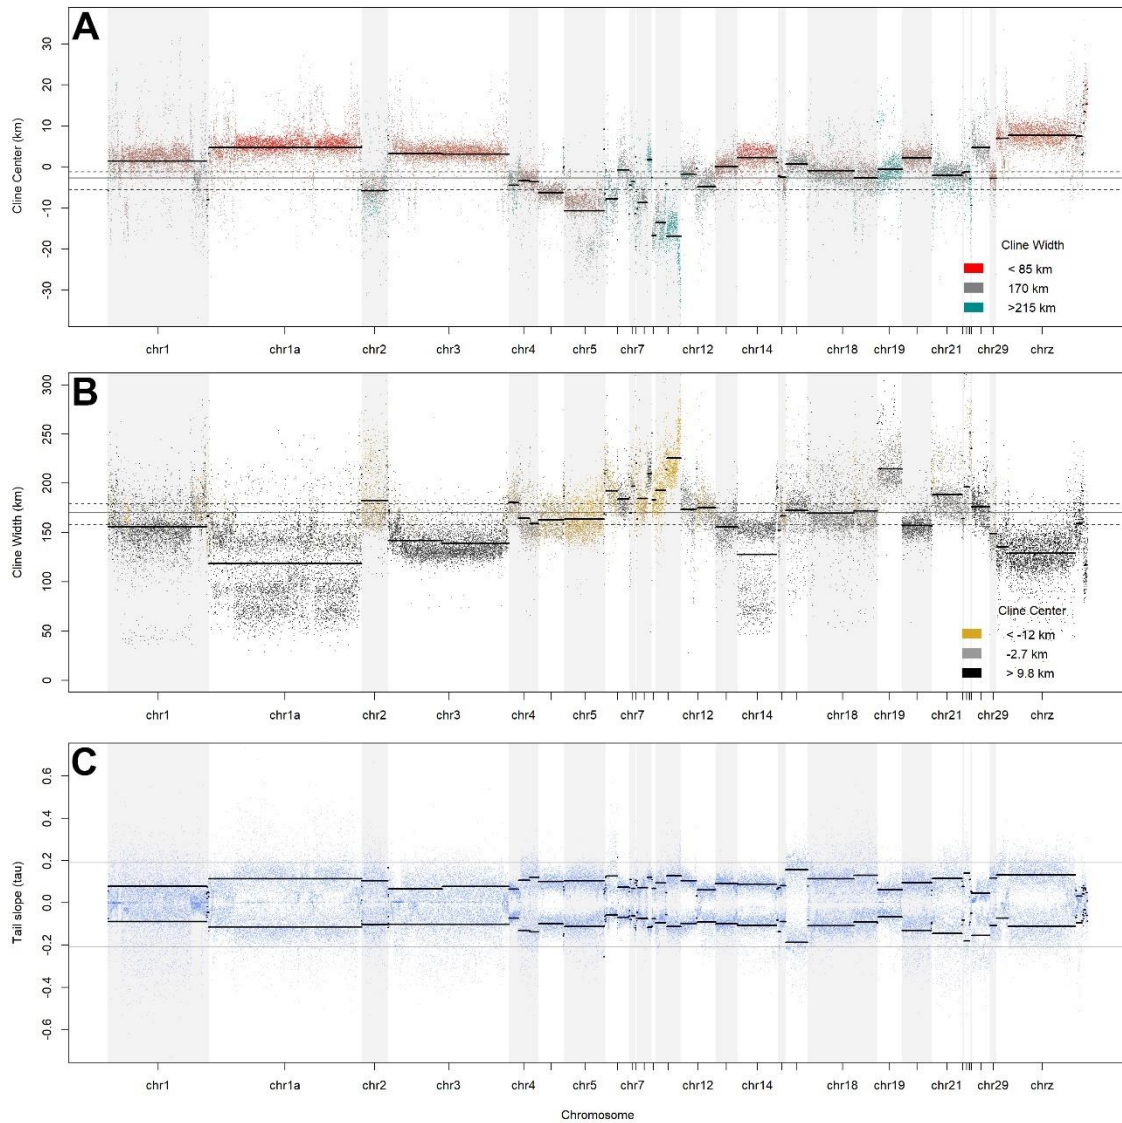 A
30
20
10
0
-10
-20
-30
Cline Center (km)
Cline Width
< 85 km
170 km
>215 km
chr1 chr1a chr2 chr3 chr4 chr5 chr7 chr12 chr14 chr18 chr19 chr21 chr29 chrz
B
300
250
200
150
100
50
0
Cline Width (km)
Cline Center
< -12 km
-2.7 km
> 9.8 km
chr1 chr1a chr2 chr3 chr4 chr5 chr7 chr12 chr14 chr18 chr19 chr21 chr29 chrz
C
0.6
0.4
0.2
0.0
-0.2
-0.4
-0.6
Tail slope (tau)
chr1 chr1a chr2 chr3 chr4 chr5 chr7 chr12 chr14 chr18 chr19 chr21 chr29 chrz
Chromosome